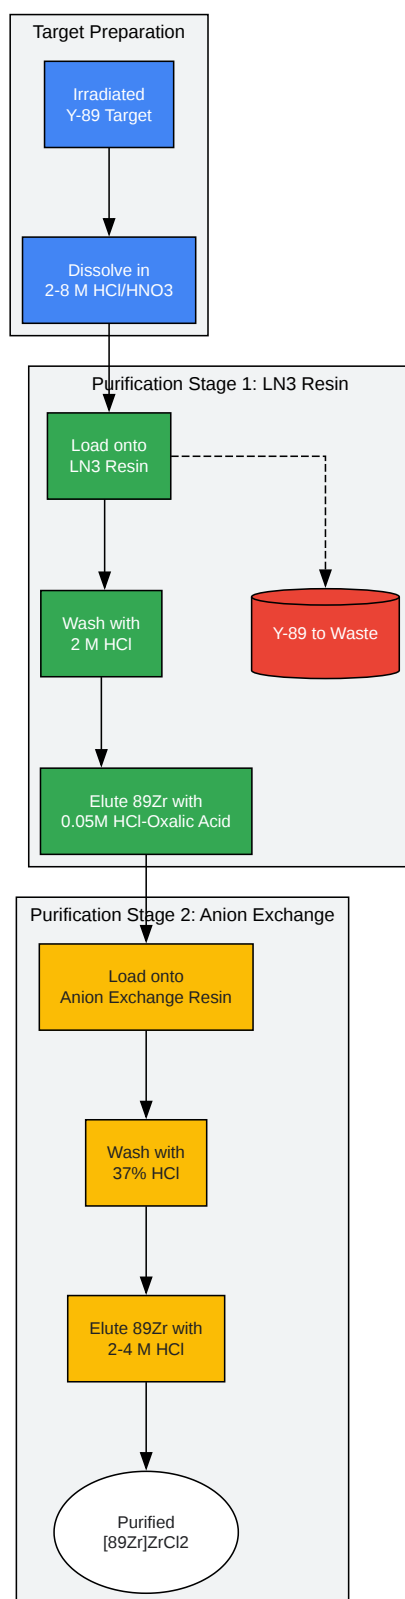 Target Preparation
Irradiated
Y-89 Target
Dissolve in
2-8 M HCl/HNO3
Purification Stage 1: LN3 Resin
Load onto
LN3 Resin
Wash with
2 M HCl
Y-89 to Waste
Elute 89Zr with
0.05M HCl-Oxalic Acid
Purification Stage 2: Anion Exchange
Load onto
Anion Exchange Resin
Wash with
37% HCl
Elute 89Zr with
2-4 M HCl
Purified
[89Zr]ZrCl2